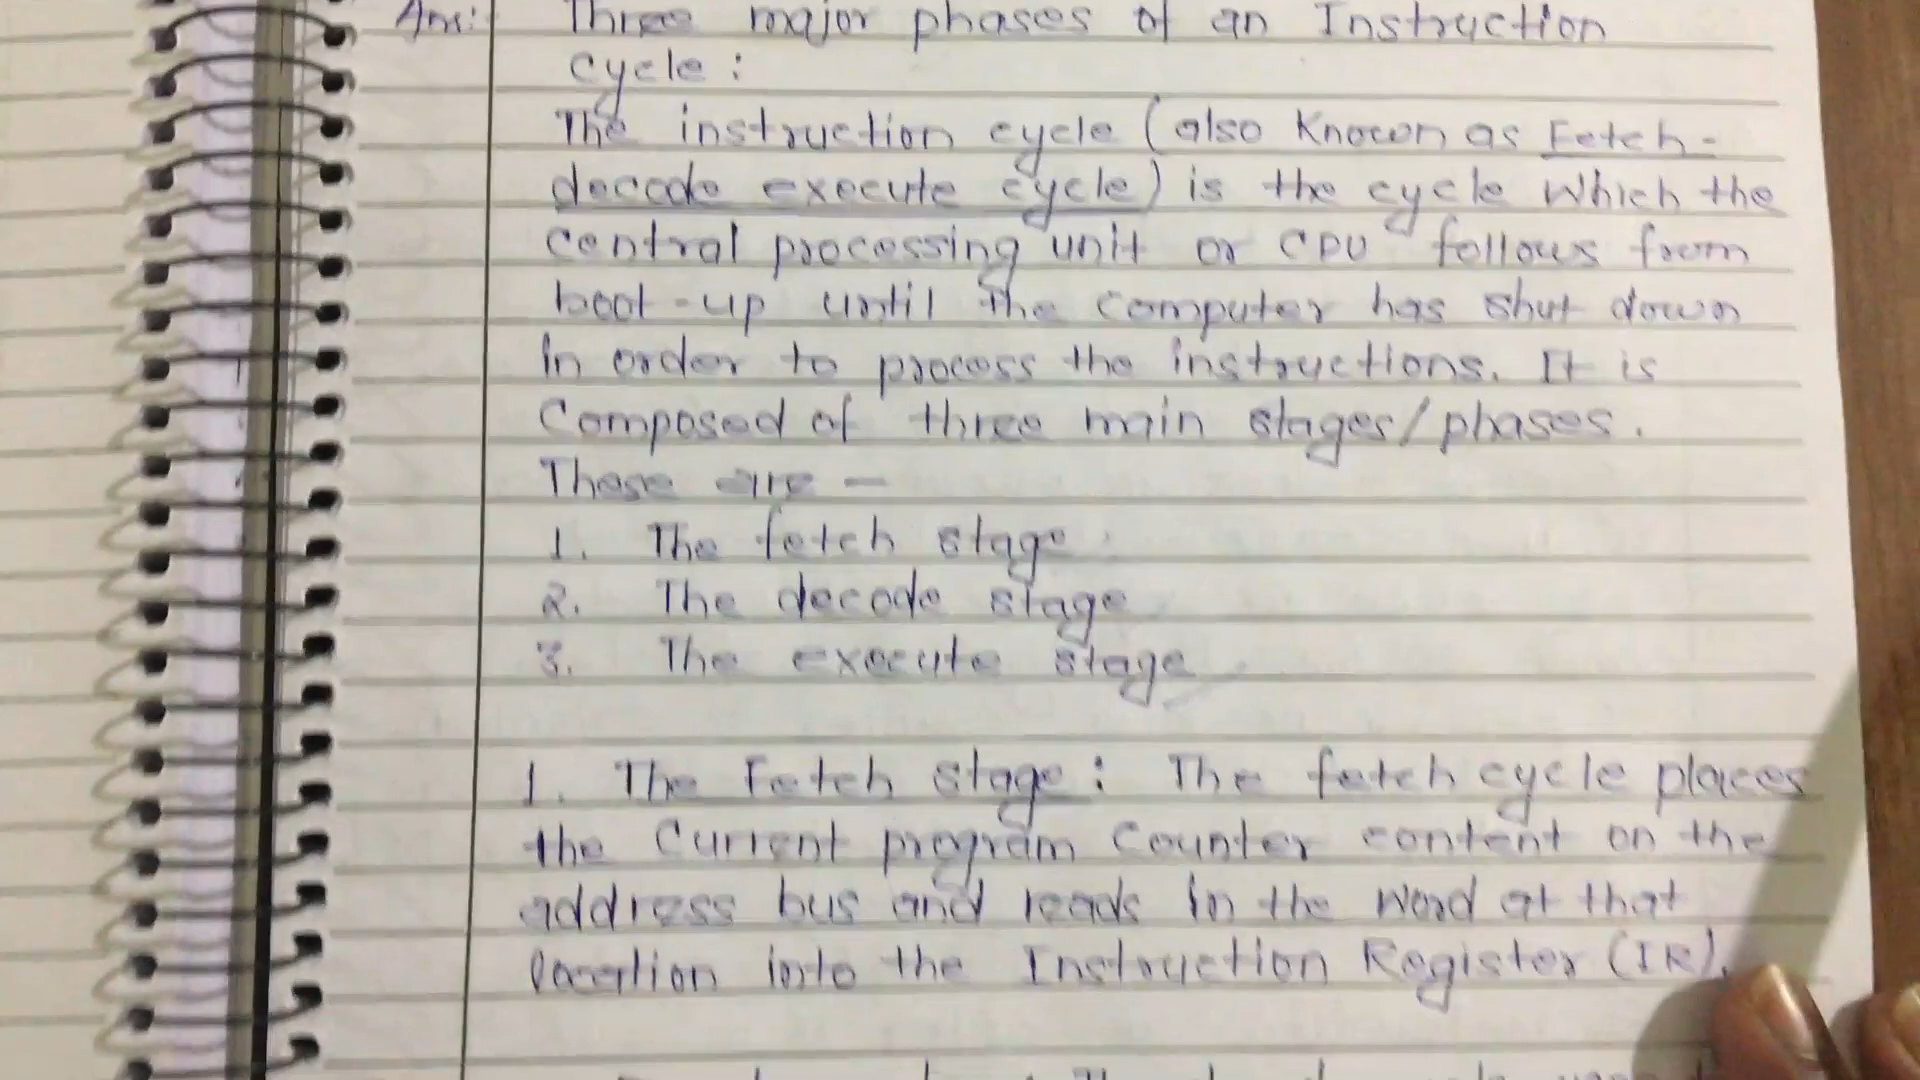 Ans: Three major phases of an Instruction
cycle :
The instruction cycle (also Known as Fetch-
decode execute cycle) is the cycle which the
central processing unit or CPU follows from
boot-up until the computer has shut down
in order to process the instructions. It is
Composed of three main stages/phases.
These are —
1. The fetch stage
2. The decode stage
3. The execute stage
1. The Fetch stage : The fetch cycle places
the Current program Counter content on the
address bus and reads in the word at that
location into the Instruction Register (IR).